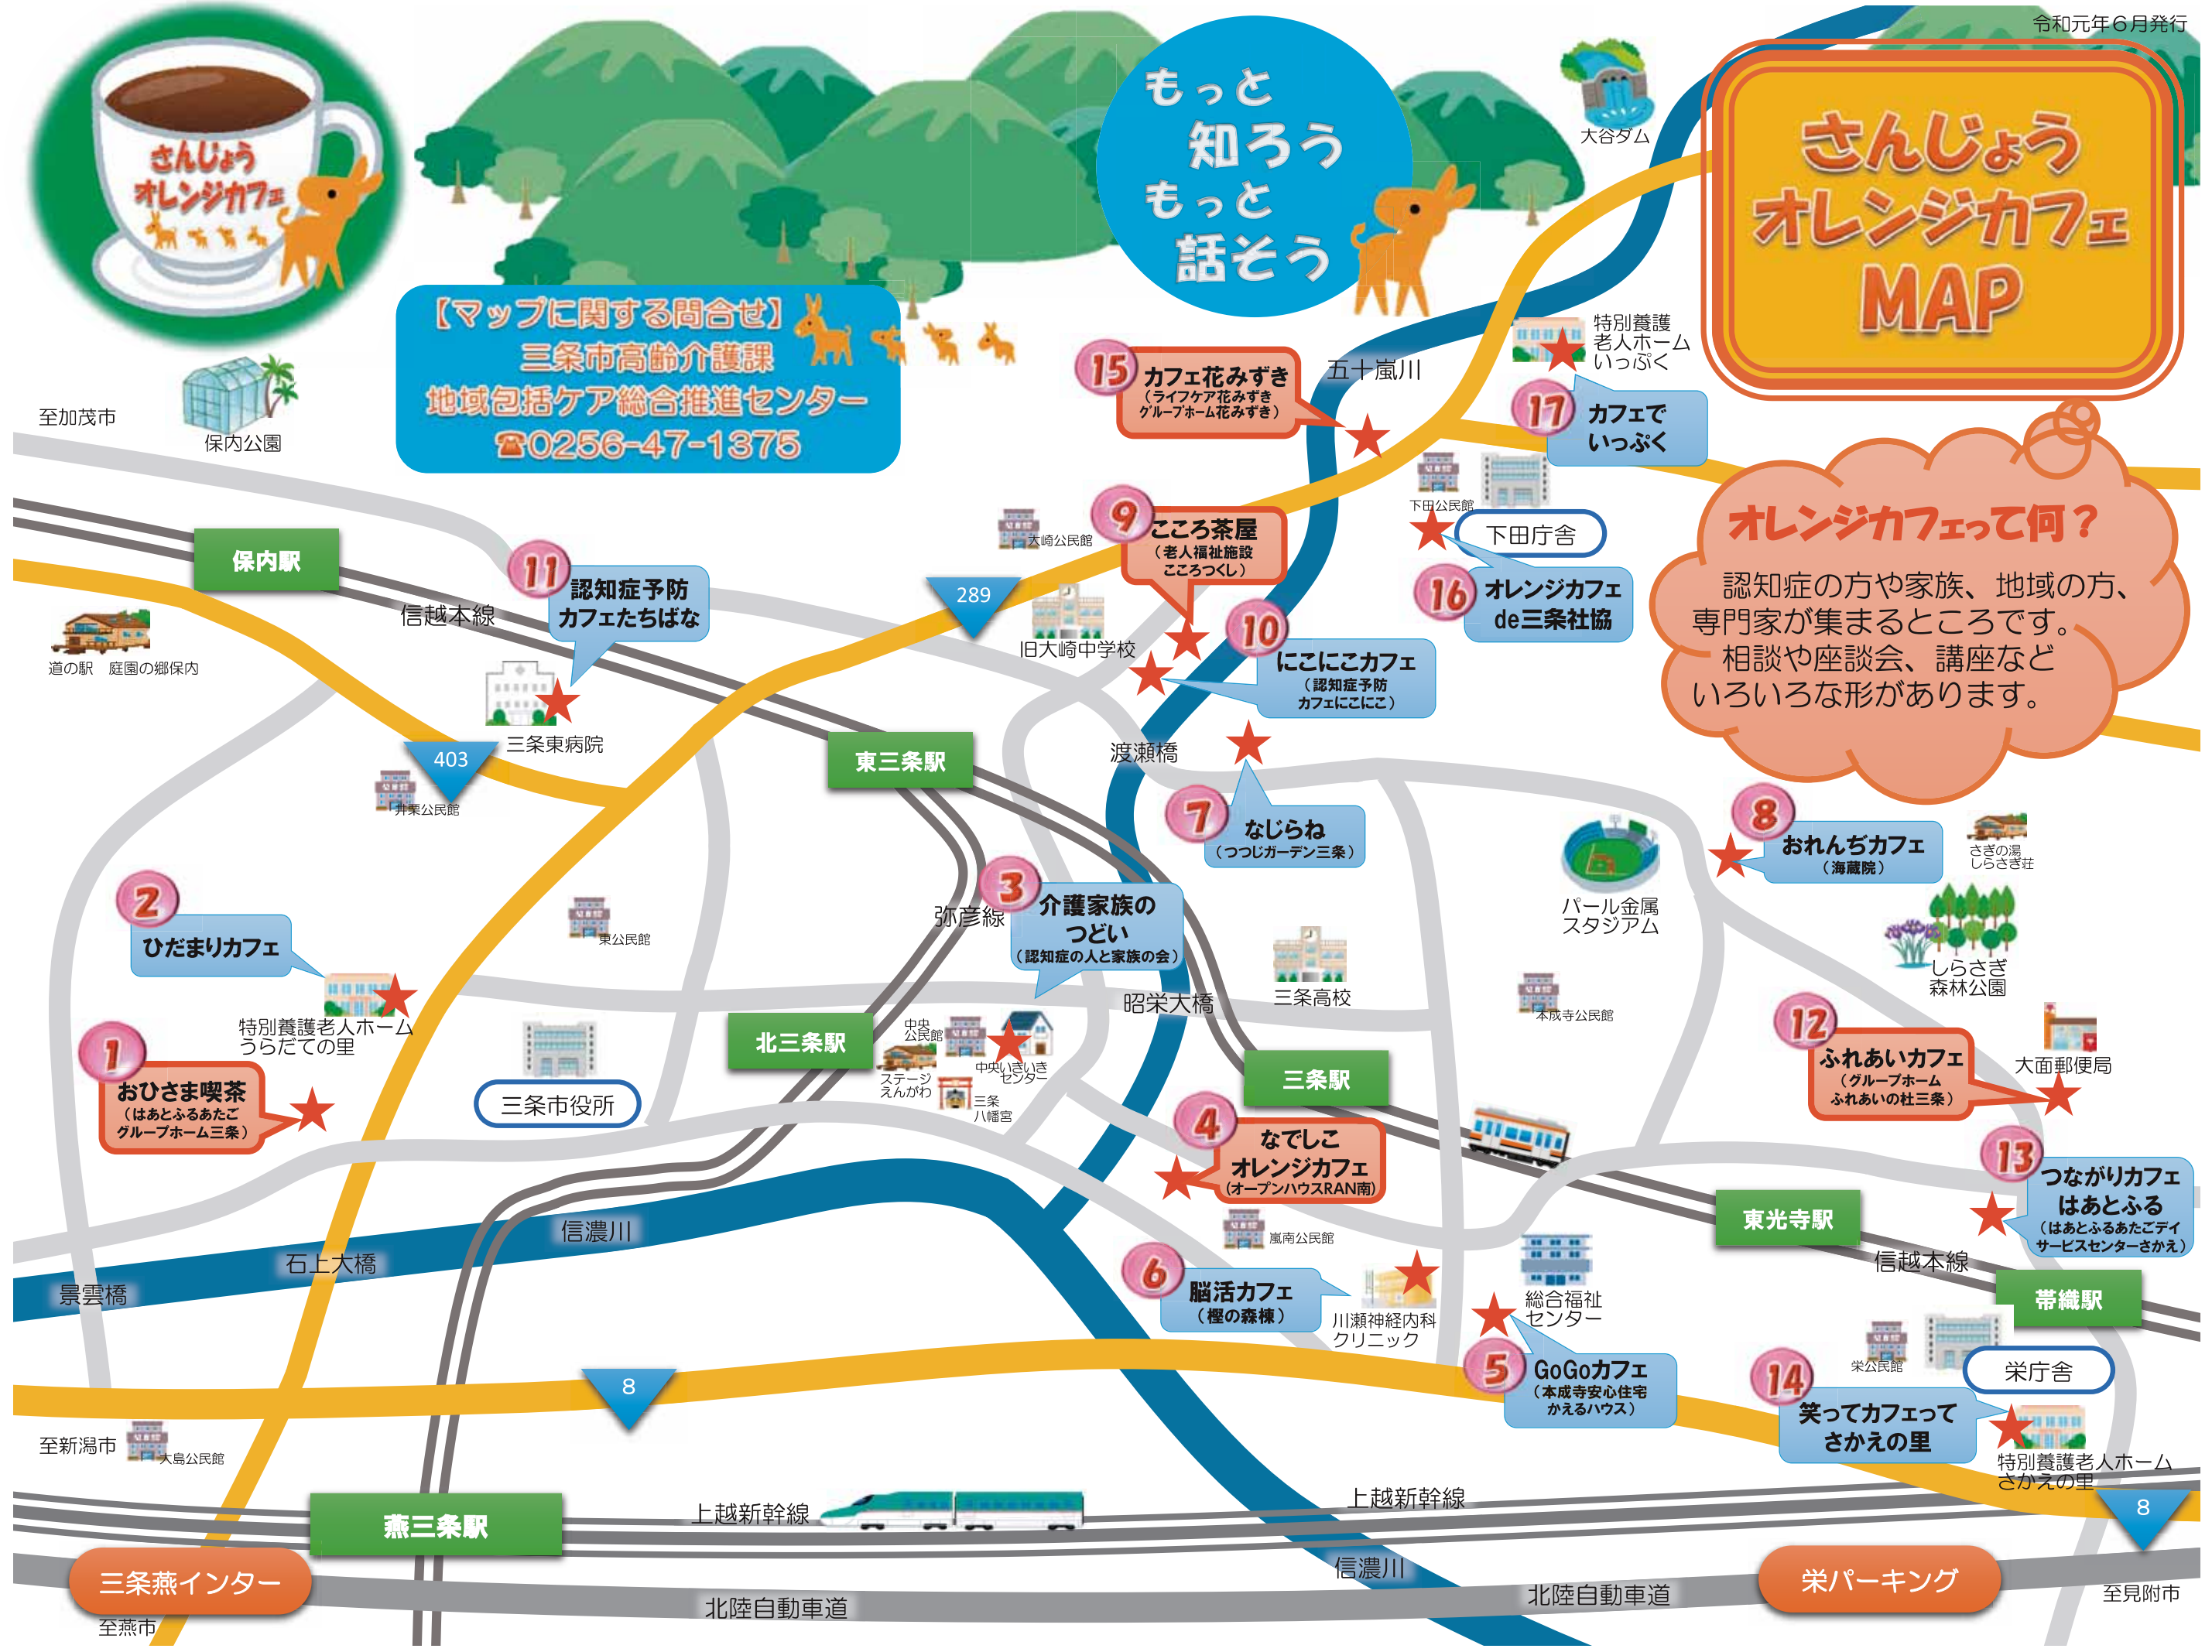 令和元年6月発行
さんじょう
オレンジカフェ
MAP
さんじょう
オレンジカフェ
もっと
知ろう
もっと
話そう
【マップに関する問合せ】
三条市高齢介護課
地域包括ケア総合推進センター
☎0256-47-1375
オレンジカフェって何？
認知症の方や家族、地域の方、
専門家が集まるところです。
相談や座談会、講座など
いろいろな形があります。
大谷ダム
特別養護
老人ホーム
いっぷく
17
カフェで
いっぷく
五十嵐川
15
カフェ花みずき
（ライフケア花みずき
グループホーム花みずき）
下田公民館
下田庁舎
16
オレンジカフェ
de三条社協
至加茂市
保内公園
保内駅
道の駅　庭園の郷保内
信越本線
11
認知症予防
カフェたちばな
三条東病院
403
井栗公民館
大崎公民館
289
旧大崎中学校
9
こころ茶屋
（老人福祉施設
こころつくし）
10
にこにこカフェ
（認知症予防
カフェにこにこ）
渡瀬橋
東三条駅
7
なじらね
（つつじガーデン三条）
8
おれんぢカフェ
（海蔵院）
さぎの湯
しらさぎ荘
パール金属
スタジアム
しらさぎ
森林公園
2
ひだまりカフェ
特別養護老人ホーム
うらだての里
東公民館
弥彦線
3
介護家族の
つどい
（認知症の人と家族の会）
昭栄大橋
三条高校
本成寺公民館
1
おひさま喫茶
（はあとふるあたご
グループホーム三条）
三条市役所
北三条駅
中央
公民館
ステージ
えんがわ
中央いきいき
センター
三条
八幡宮
三条駅
12
ふれあいカフェ
（グループホーム
ふれあいの杜三条）
大面郵便局
4
なでしこ
オレンジカフェ
（オープンハウスRAN南）
嵐南公民館
13
つながりカフェ
はあとふる
（はあとふるあたごデイ
サービスセンターさかえ）
東光寺駅
信越本線
帯織駅
信濃川
石上大橋
景雲橋
6
脳活カフェ
（樫の森棟）
川瀬神経内科
クリニック
総合福祉
センター
5
GoGoカフェ
（本成寺安心住宅
かえるハウス）
栄公民館
栄庁舎
14
笑ってカフェって
さかえの里
特別養護老人ホーム
さかえの里
8
8
至新潟市
大島公民館
燕三条駅
上越新幹線
上越新幹線
三条燕インター
至燕市
北陸自動車道
信濃川
北陸自動車道
栄パーキング
至見附市